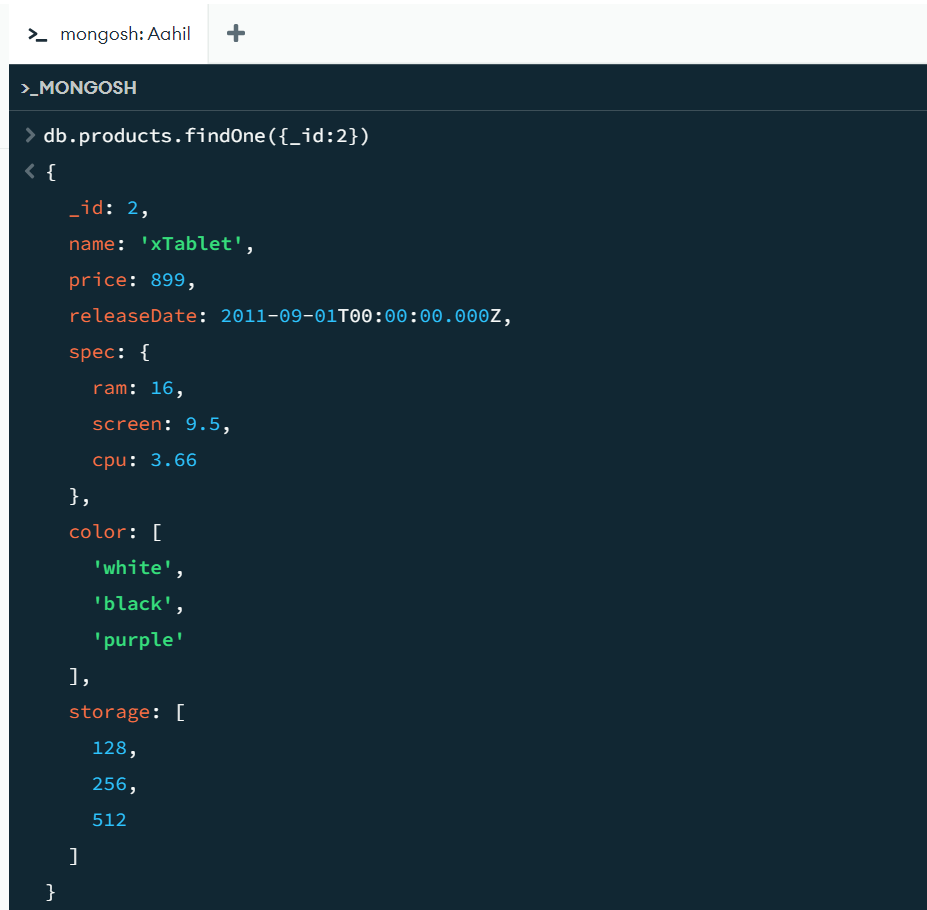 >_ mongosh: Aahil +
>_MONGOSH
> db.products.findOne({_id:2})
< {
_id: 2,
name: 'xTablet',
price: 899,
releaseDate: 2011-09-01T00:00:00.000Z,
spec: {
ram: 16,
screen: 9.5,
cpu: 3.66
},
color: [
'white',
'black',
'purple'
],
storage: [
128,
256,
512
]
}